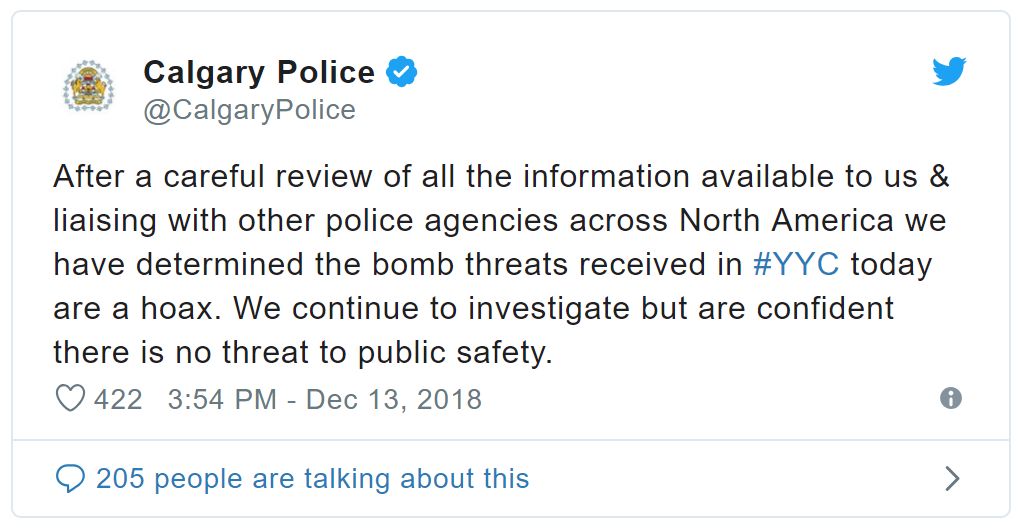 Calgary Police
@CalgaryPolice
After a careful review of all the information available to us &
liaising with other police agencies across North America we
have determined the bomb threats received in #YYC today
are a hoax. We continue to investigate but are confident
there is no threat to public safety.
422 3:54 PM - Dec 13, 2018
205 people are talking about this